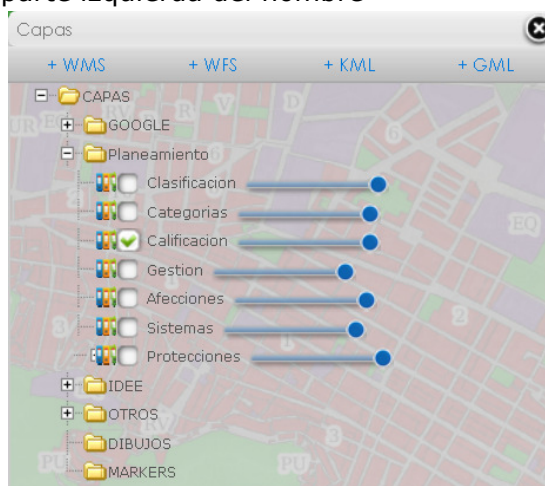 parte izquierda del nombre
Capas
+ WMS + WFS + KML + GML
CAPAS
GOOGLE
Planeamiento
Clasificacion
Categorias
Calificacion
Gestion
Afecciones
Sistemas
Protecciones
IDEE
OTROS
DIBUJOS
MARKERS